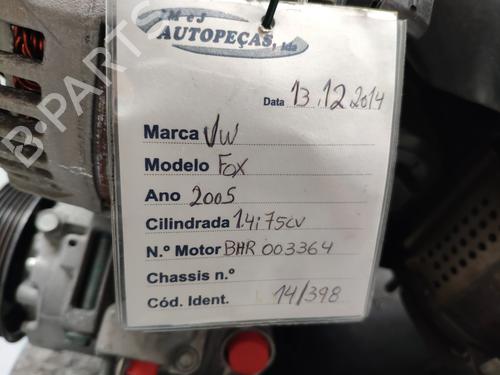 M e J
AUTOPEÇAS, lda
Data 13.12.2014
Marca VW
Modelo FOX
Ano 2005
Cilindrada 1.4i 75cv
N.º Motor BHR 003364
Chassis n.º
Cód. Ident. 14/398